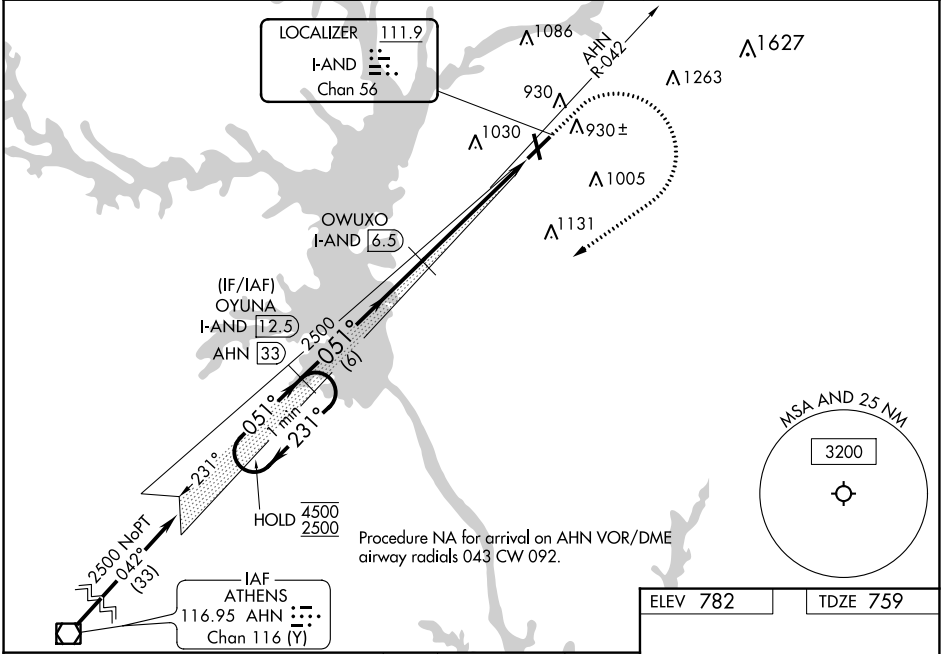 LOCALIZER 111.9
I-AND
Chan 56
1086
AHN
R-042
1627
1263
930
930 ±
1030
1005
1131
OWUXO
I-AND 6.5
(IF/IAF)
OYUNA
I-AND 12.5
AHN 33
2500
051°
(6)
051°
1 min
231°
231°
HOLD 4500
2500
2500 NoPT
042°
(33)
Procedure NA for arrival on AHN VOR/DME
airway radials 043 CW 092.
IAF
ATHENS
116.95 AHN
Chan 116 (Y)
MSA AND 25 NM
3200
ELEV 782
TDZE 759